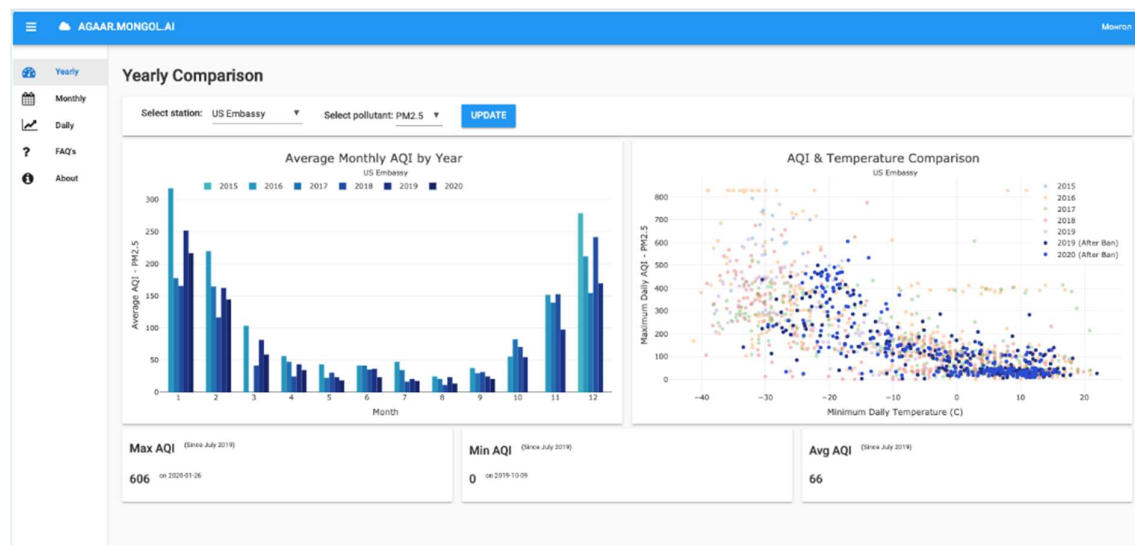 AGAAR.MONGOL.AI
Монгол
Yearly
Monthly
Daily
FAQ's
About
Yearly Comparison
Select station: US Embassy
Select pollutant: PM2.5
UPDATE
Average Monthly AQI by Year
US Embassy
2015 2016 2017 2018 2019 2020
Average AQI - PM2.5
300
250
200
150
100
50
0
1 2 3 4 5 6 7 8 9 10 11 12
Month
AQI & Temperature Comparison
US Embassy
2015
2016
2017
2018
2019
2019 (After Ban)
2020 (After Ban)
Maximum Daily AQI - PM2.5
800
700
600
500
400
300
200
100
0
−40 −30 −20 −10 0 10 20
Minimum Daily Temperature (C)
Max AQI (Since July 2019)
606 on 2020-01-26
Min AQI (Since July 2019)
0 on 2019-10-09
Avg AQI (Since July 2019)
66